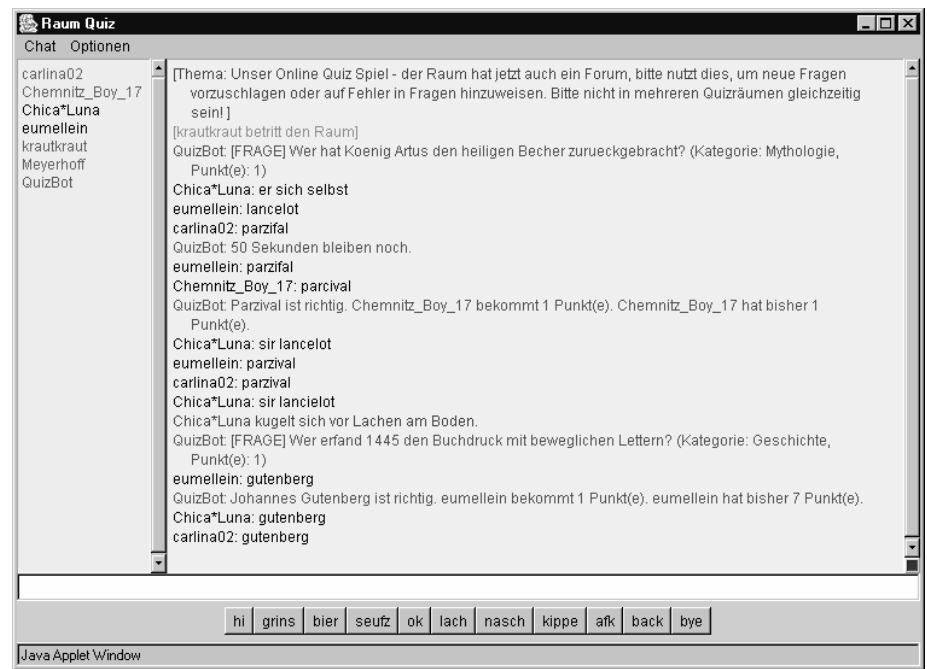 Raum Quiz
Chat Optionen
carlina02
Chemnitz_Boy_17
Chica*Luna
eumellein
krautkraut
Meyerhoff
QuizBot
[Thema: Unser Online Quiz Spiel - der Raum hat jetzt auch ein Forum, bitte nutzt dies, um neue Fragen
vorzuschlagen oder auf Fehler in Fragen hinzuweisen. Bitte nicht in mehreren Quizräumen gleichzeitig
sein! ]
[krautkraut betritt den Raum]
QuizBot: [FRAGE] Wer hat Koenig Artus den heiligen Becher zurueckgebracht? (Kategorie: Mythologie,
Punkt(e): 1)
Chica*Luna: er sich selbst
eumellein: lancelot
carlina02: parzifal
QuizBot: 50 Sekunden bleiben noch.
eumellein: parzifal
Chemnitz_Boy_17: parcival
QuizBot: Parzival ist richtig. Chemnitz_Boy_17 bekommt 1 Punkt(e). Chemnitz_Boy_17 hat bisher 1
Punkt(e).
Chica*Luna: sir lancelot
eumellein: parzival
carlina02: parzival
Chica*Luna: sir lancielot
Chica*Luna kugelt sich vor Lachen am Boden.
QuizBot: [FRAGE] Wer erfand 1445 den Buchdruck mit beweglichen Lettern? (Kategorie: Geschichte,
Punkt(e): 1)
eumellein: gutenberg
QuizBot: Johannes Gutenberg ist richtig. eumellein bekommt 1 Punkt(e). eumellein hat bisher 7 Punkt(e).
Chica*Luna: gutenberg
carlina02: gutenberg
hi grins bier seufz ok lach nasch kippe afk back bye
Java Applet Window